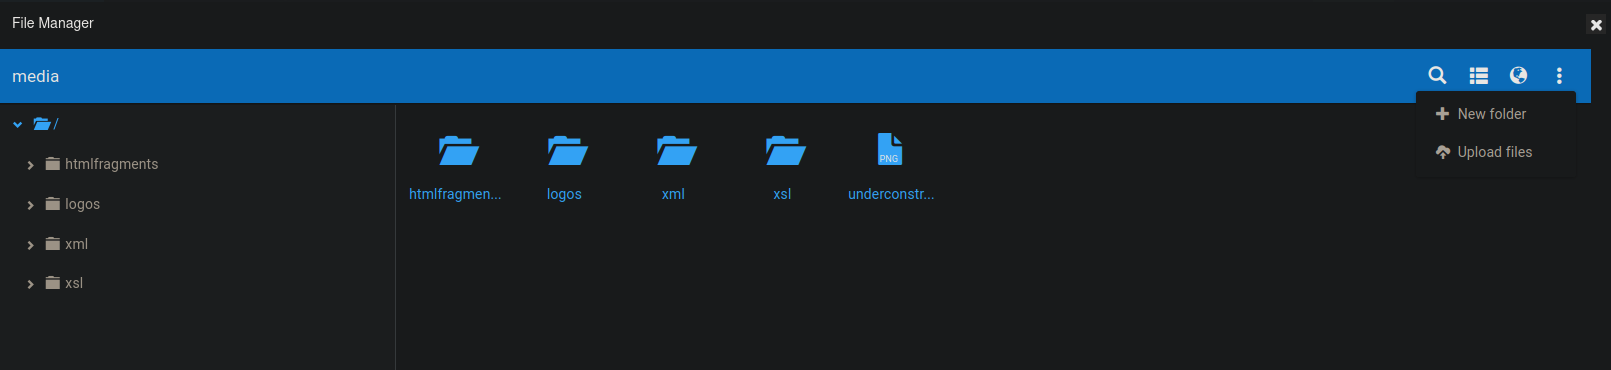 File Manager
media
New folder
Upload files
/
htmlfragments
logos
xml
xsl
PNG
htmlfragmen...
logos
xml
xsl
underconstr...